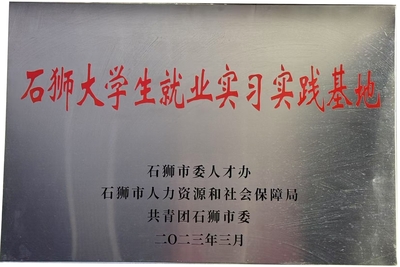 石狮大学生就业实习实践基地
石狮市委人才办
石狮市人力资源和社会保障局
共青团石狮市委
二〇二三年三月